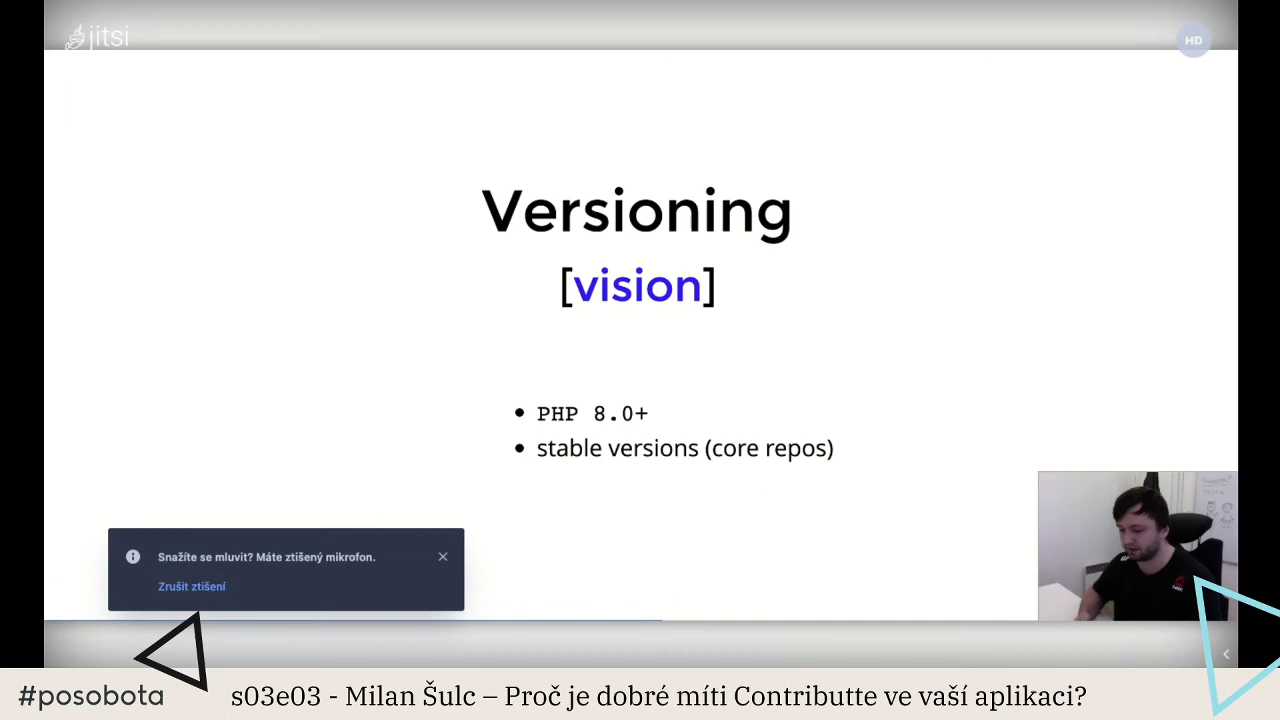 jitsi
HD
Versioning
[vision]
PHP 8.0+
stable versions (core repos)
Snažíte se mluvit? Máte ztišený mikrofon.
Zrušit ztišení
#posobota
s03e03 - Milan Šulc – Proč je dobré míti Contributte ve vaší aplikaci?